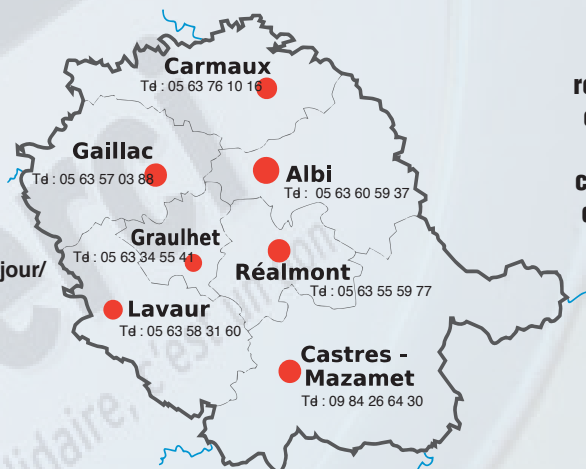 Carmaux
Tél : 05 63 76 10 16
Gaillac
Tél : 05 63 57 03 88
Albi
Tél : 05 63 60 59 37
Graulhet
Tél : 05 63 34 55 41
jour/
Réalmont
Tél : 05 63 55 59 77
Lavaur
Tél : 05 63 58 31 60
Castres -
Mazamet
Tél : 09 84 26 64 30
c'est